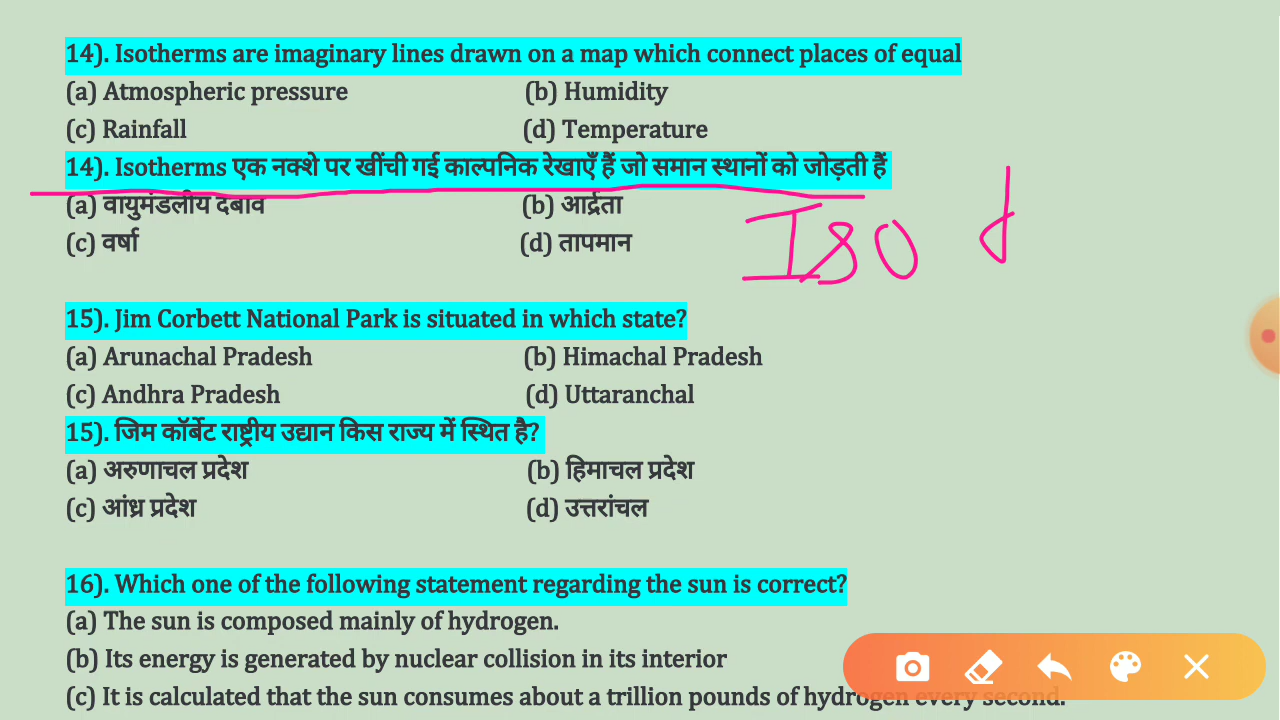 14). Isotherms are imaginary lines drawn on a map which connect places of equal
(a) Atmospheric pressure (b) Humidity
(c) Rainfall (d) Temperature
14). Isotherms एक नक्शे पर खींची गई काल्पनिक रेखाएँ हैं जो समान स्थानों को जोड़ती हैं
(a) वायुमंडलीय दबाव (b) आर्द्रता
(c) वर्षा (d) तापमान
ISO
15). Jim Corbett National Park is situated in which state?
(a) Arunachal Pradesh (b) Himachal Pradesh
(c) Andhra Pradesh (d) Uttaranchal
15). जिम कॉर्बेट राष्ट्रीय उद्यान किस राज्य में स्थित है?
(a) अरुणाचल प्रदेश (b) हिमाचल प्रदेश
(c) आंध्र प्रदेश (d) उत्तरांचल
16). Which one of the following statement regarding the sun is correct?
(a) The sun is composed mainly of hydrogen.
(b) Its energy is generated by nuclear collision in its interior
(c) It is calculated that the sun consumes about a trillion pounds of hydrogen every second.